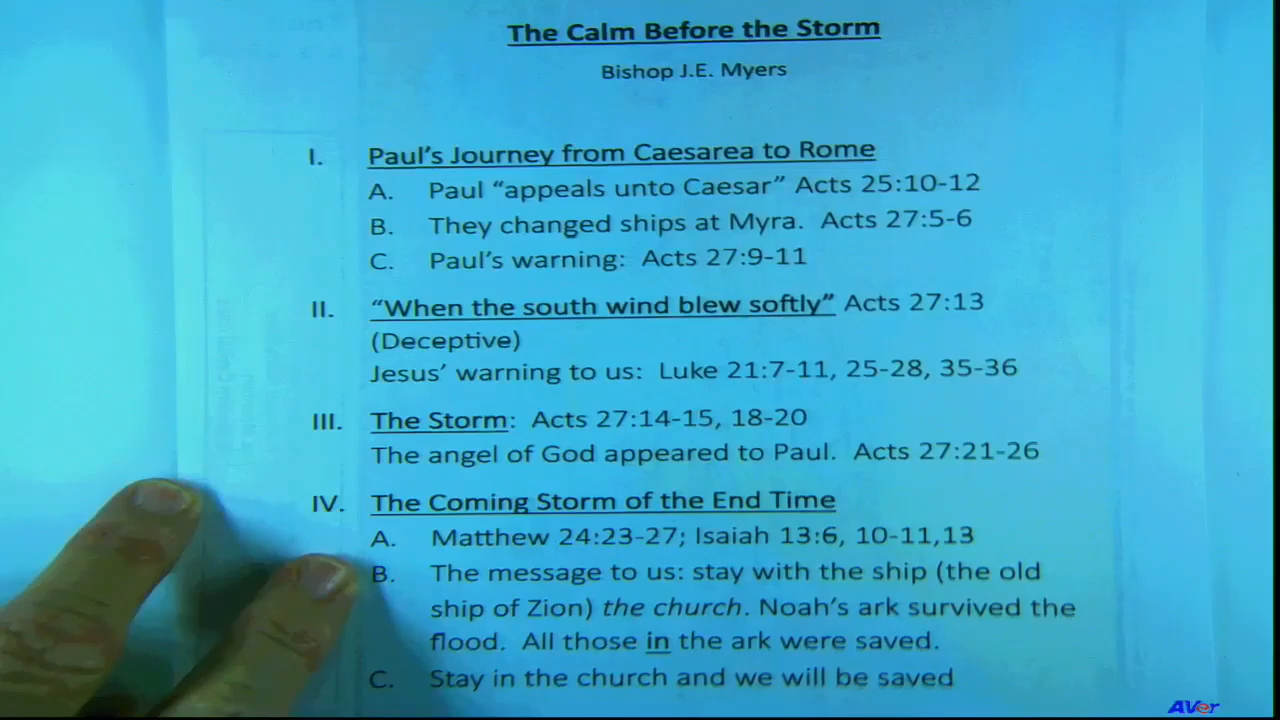 The Calm Before the Storm
Bishop J.E. Myers
I. Paul's Journey from Caesarea to Rome
A. Paul "appeals unto Caesar" Acts 25:10-12
B. They changed ships at Myra. Acts 27:5-6
C. Paul's warning: Acts 27:9-11
II. "When the south wind blew softly" Acts 27:13
(Deceptive)
Jesus' warning to us: Luke 21:7-11, 25-28, 35-36
III. The Storm: Acts 27:14-15, 18-20
The angel of God appeared to Paul. Acts 27:21-26
IV. The Coming Storm of the End Time
A. Matthew 24:23-27; Isaiah 13:6, 10-11,13
B. The message to us: stay with the ship (the old
ship of Zion) the church. Noah's ark survived the
flood. All those in the ark were saved.
C. Stay in the church and we will be saved
AVer